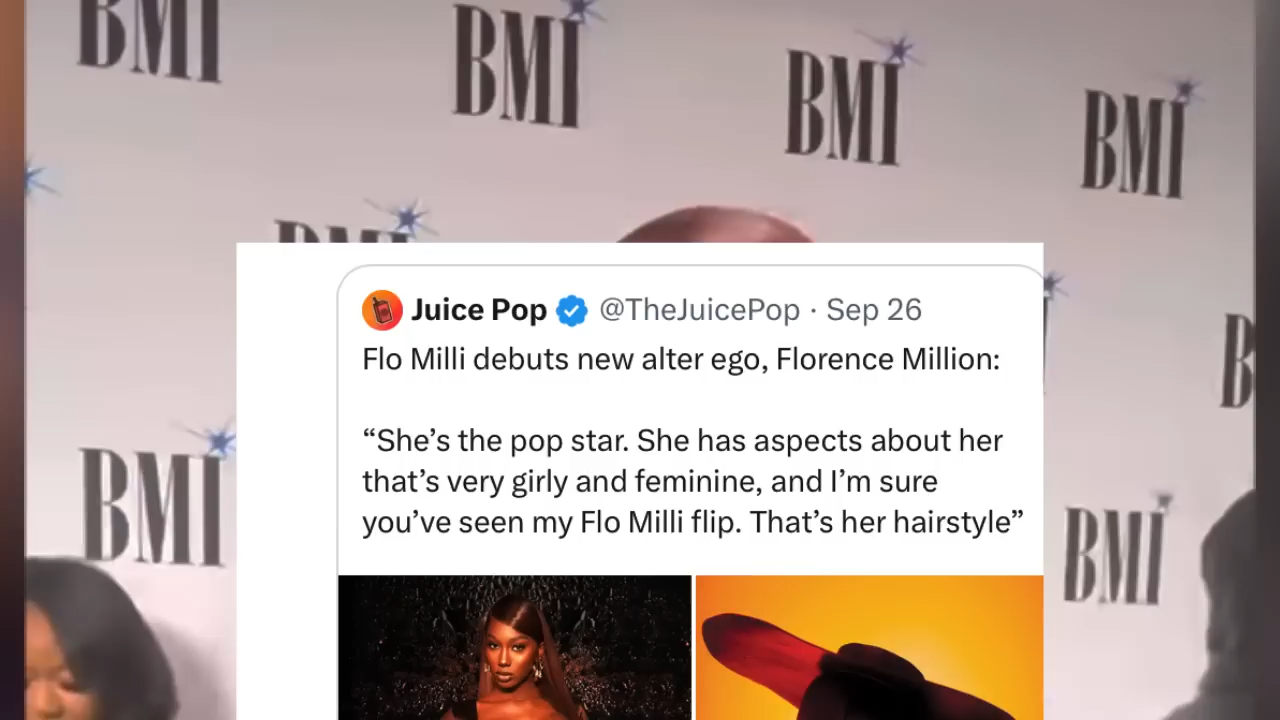 BMI
BMI
BMI
BMI
BMI
Juice Pop @TheJuicePop · Sep 26
Flo Milli debuts new alter ego, Florence Million:
“She’s the pop star. She has aspects about her
that’s very girly and feminine, and I’m sure
you’ve seen my Flo Milli flip. That’s her hairstyle”
BMI
BMI